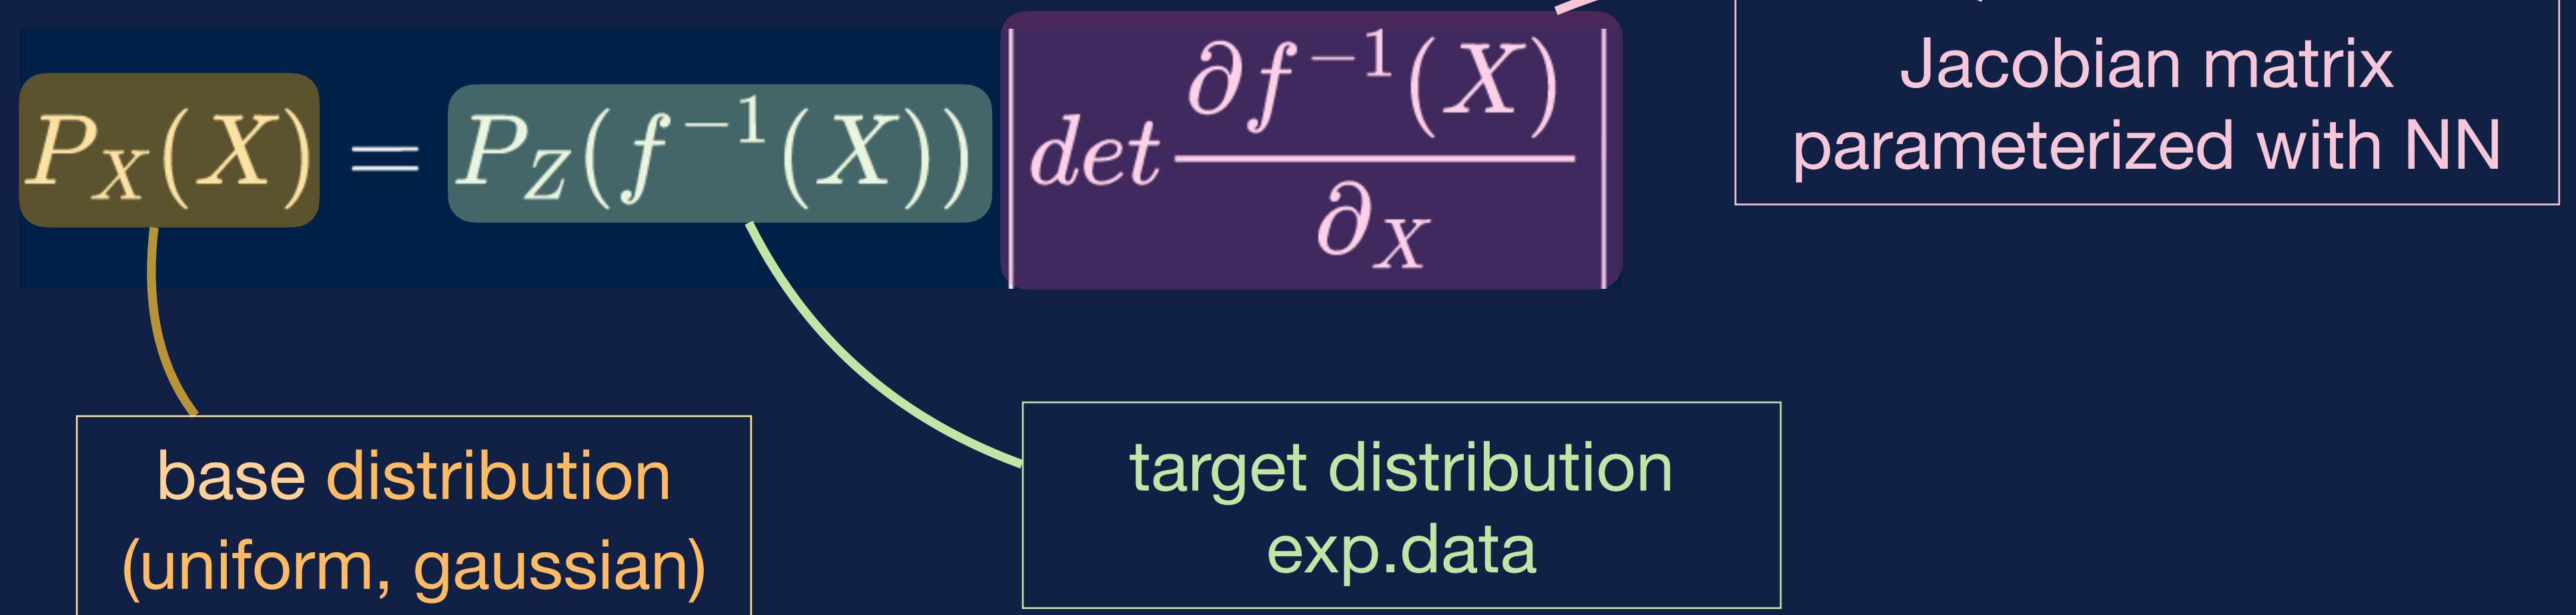 P_X(X) = P_Z(f^{-1}(X)) |det ∂f^{-1}(X) / ∂_X|
Jacobian matrix
parameterized with NN
base distribution
(uniform, gaussian)
target distribution
exp.data